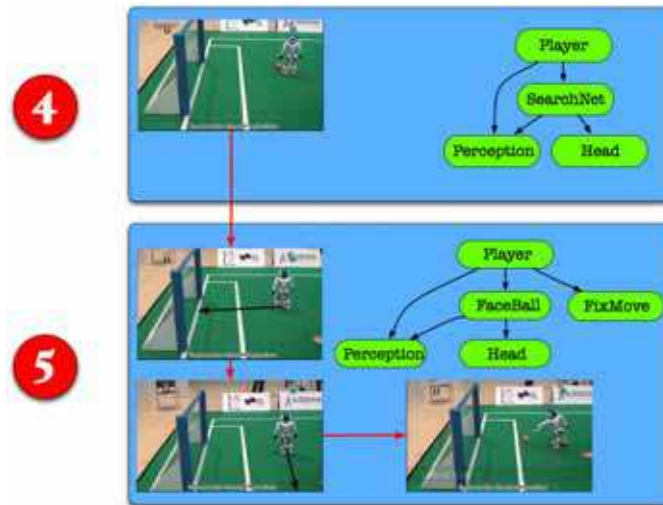 4
Player
SearchNet
Perception
Head
5
Player
FaceBall
FixMove
Perception
Head